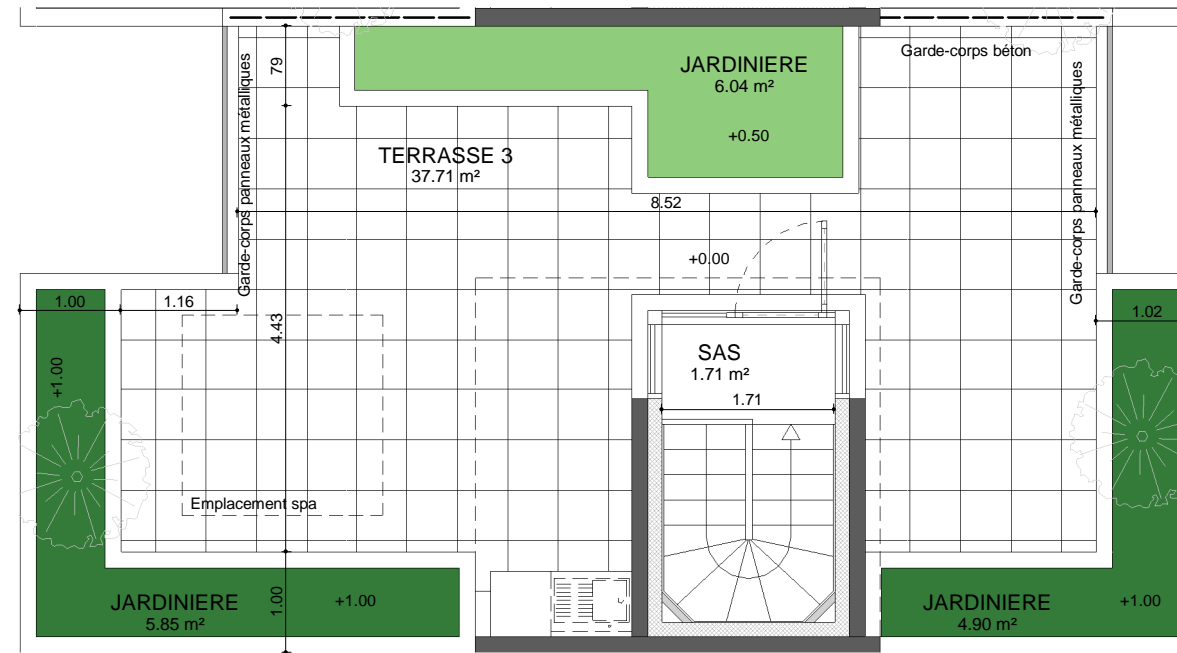 Garde-corps panneaux métalliques
79
JARDINIERE
6.04 m²
+0.50
Garde-corps béton
Garde-corps panneaux métalliques
TERRASSE 3
37.71 m²
8.52
+0.00
1.00
1.16
4.43
1.02
+1.00
SAS
1.71 m²
1.71
Emplacement spa
JARDINIERE
5.85 m²
+1.00
1.00
JARDINIERE
4.90 m²
+1.00